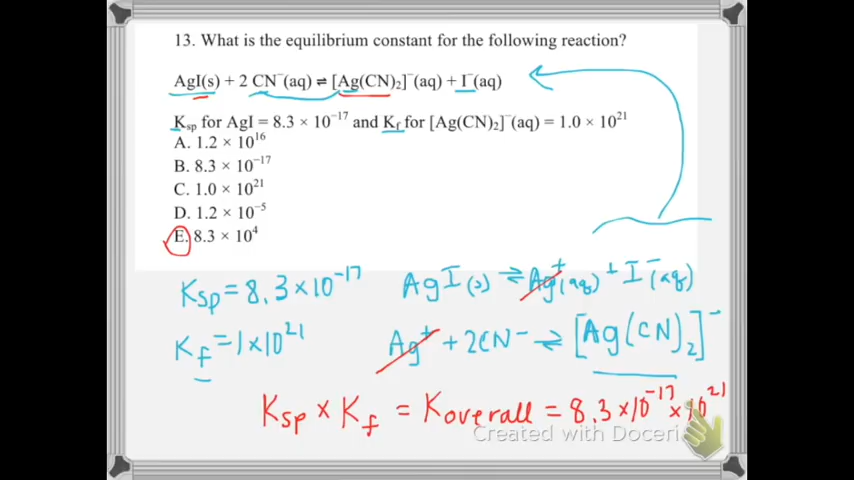 13. What is the equilibrium constant for the following reaction?
AgI(s) + 2 CN⁻(aq) ⇌ [Ag(CN)₂]⁻(aq) + I⁻(aq)
Kₛₚ for AgI = 8.3 × 10⁻¹⁷ and K_f for [Ag(CN)₂]⁻(aq) = 1.0 × 10²¹
A. 1.2 × 10¹⁶
B. 8.3 × 10⁻¹⁷
C. 1.0 × 10²¹
D. 1.2 × 10⁻⁵
E. 8.3 × 10⁴
Ksp = 8.3 × 10⁻¹⁷ AgI(s) ⇌ Ag⁺(aq) + I⁻(aq)
K_f = 1 × 10²¹ Ag⁺ + 2CN⁻ ⇌ [Ag(CN)₂]⁻
Ksp × K_f = Koverall = 8.3 × 10⁻¹⁷ × 10²¹
Created with Doceri